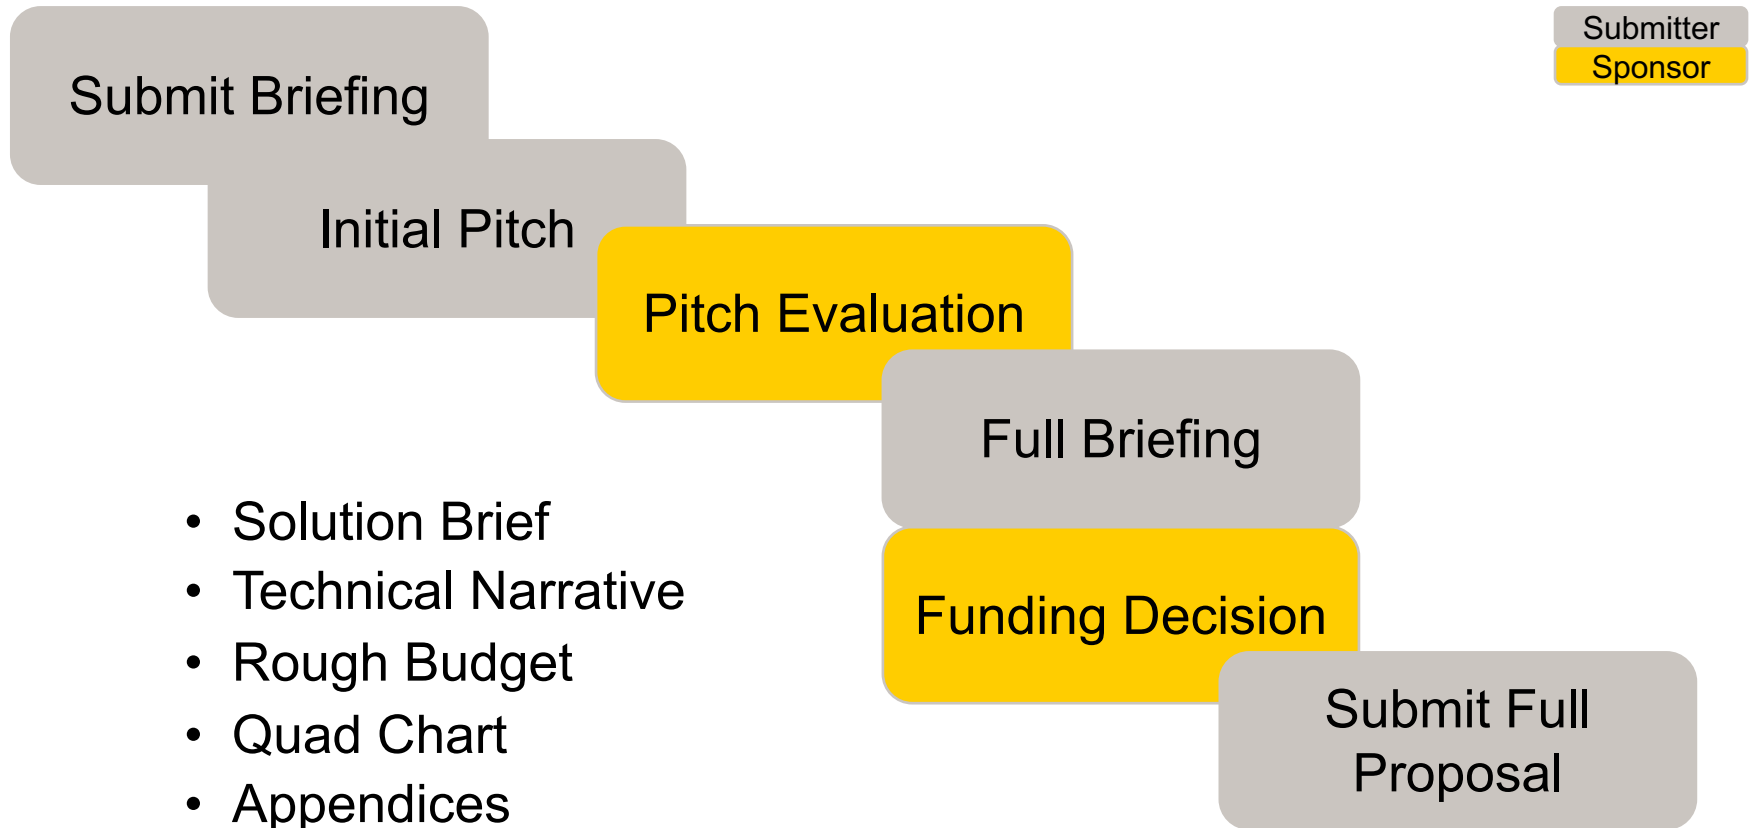 Submitter
Sponsor
Submit Briefing
Initial Pitch
Pitch Evaluation
Full Briefing
Funding Decision
Submit Full
Proposal
• Solution Brief
• Technical Narrative
• Rough Budget
• Quad Chart
• Appendices